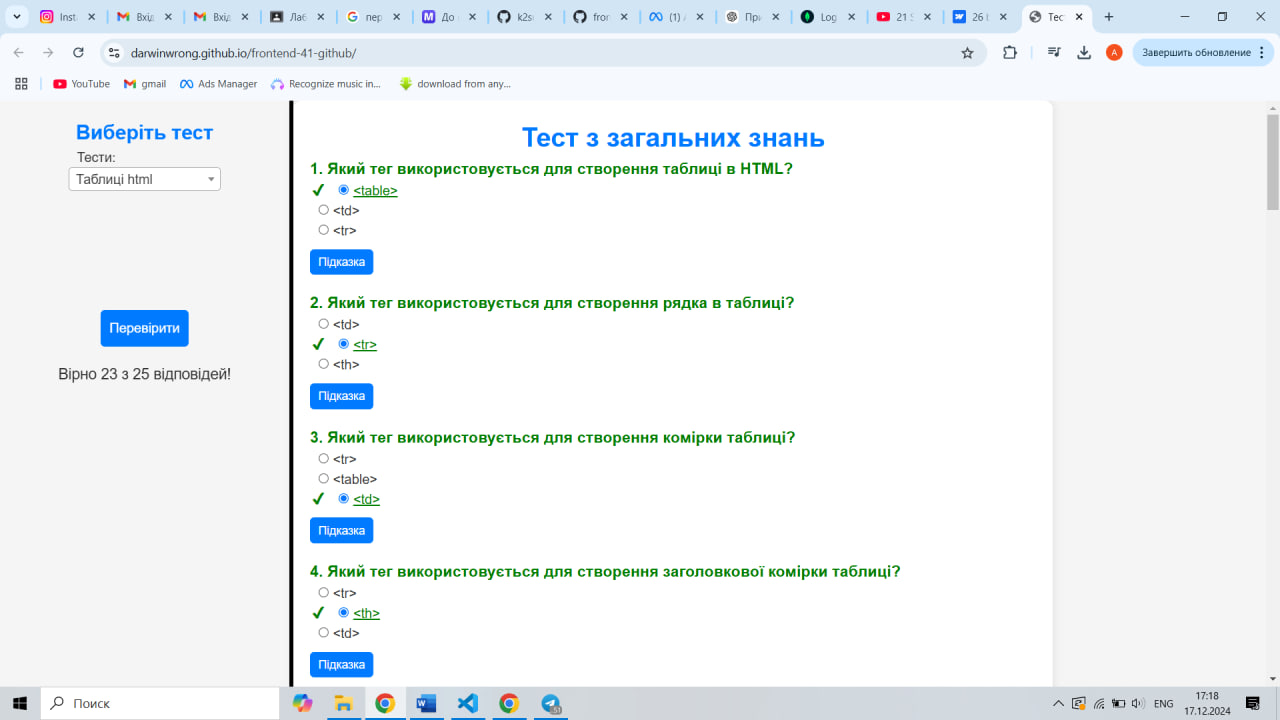 Inst
Вхід
Вхід
Лаб
пер
До
k2s
fron
(1)
При
Log
21 S
26 b
Тес
darwinwrong.github.io/frontend-41-github/
A
Завершить обновление
YouTube
gmail
Ads Manager
Recognize music in...
download from any...
Виберіть тест
Тести:
Таблиці html
Перевірити
Вірно 23 з 25 відповідей!
Тест з загальних знань
1. Який тег використовується для створення таблиці в HTML?
<table>
<td>
<tr>
Підказка
2. Який тег використовується для створення рядка в таблиці?
<td>
<tr>
<th>
Підказка
3. Який тег використовується для створення комірки таблиці?
<tr>
<table>
<td>
Підказка
4. Який тег використовується для створення заголовкової комірки таблиці?
<tr>
<th>
<td>
Підказка
Поиск
ENG
17:18
17.12.2024